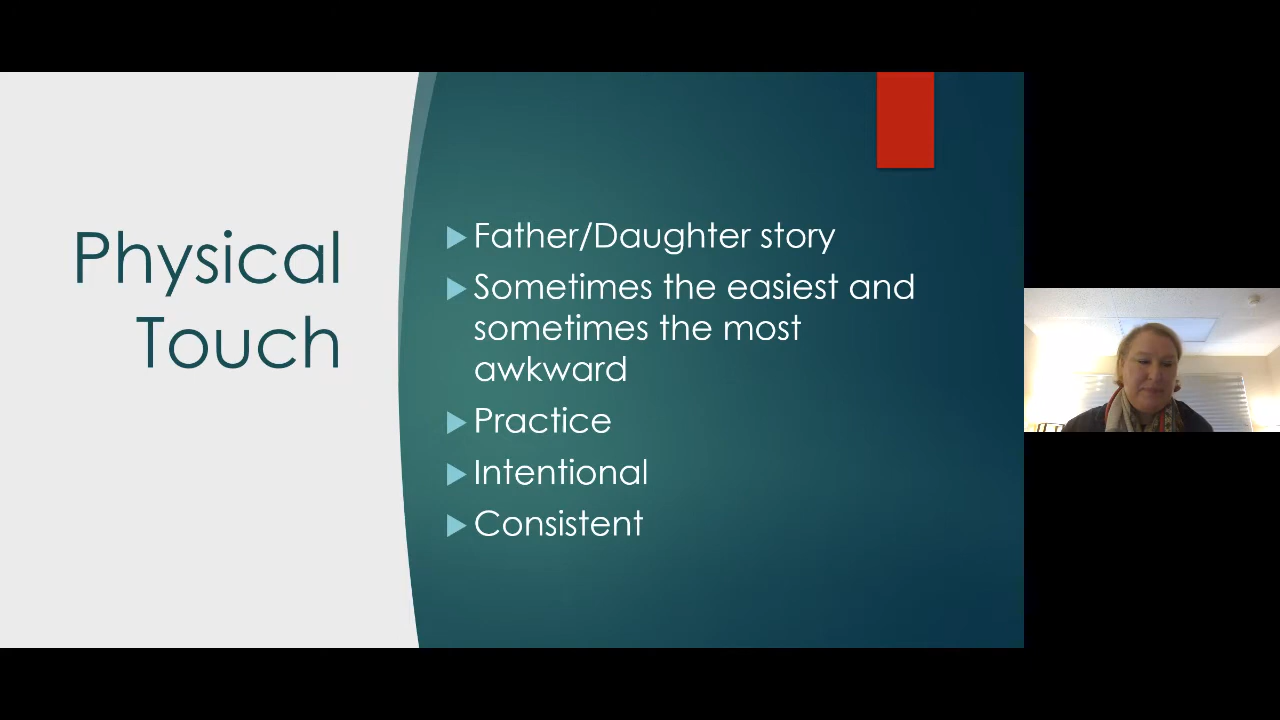 Physical
Touch
Father/Daughter story
Sometimes the easiest and
sometimes the most
awkward
Practice
Intentional
Consistent